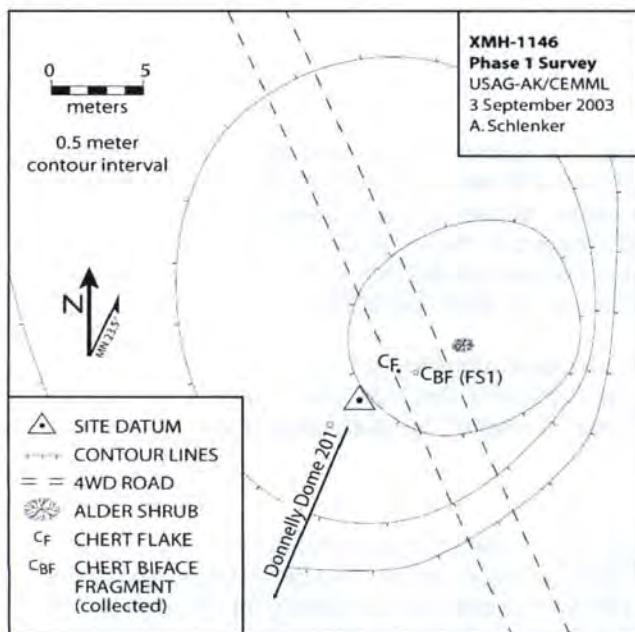 XMH-1146
Phase 1 Survey
USAG-AK/CEMML
3 September 2003
A. Schlenker
0 5
meters
0.5 meter
contour interval
N
MN 23.5°
CF
CBF (FS1)
Donnelly Dome 201°
SITE DATUM
CONTOUR LINES
4WD ROAD
ALDER SHRUB
CF CHERT FLAKE
CBF CHERT BIFACE
FRAGMENT
(collected)